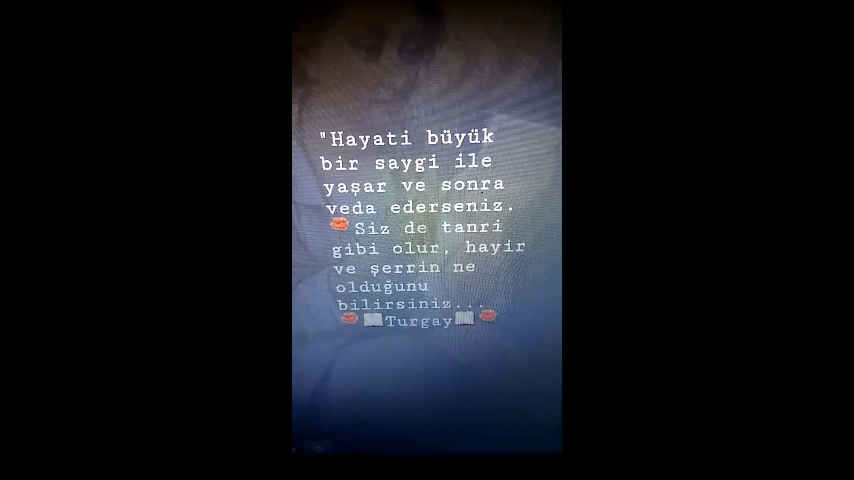 "Hayati büyük
bir saygi ile
yaşar ve sonra
veda ederseniz.
Siz de tanri
gibi olur, hayir
ve şerrin ne
olduğunu
bilirsiniz...
Turgay